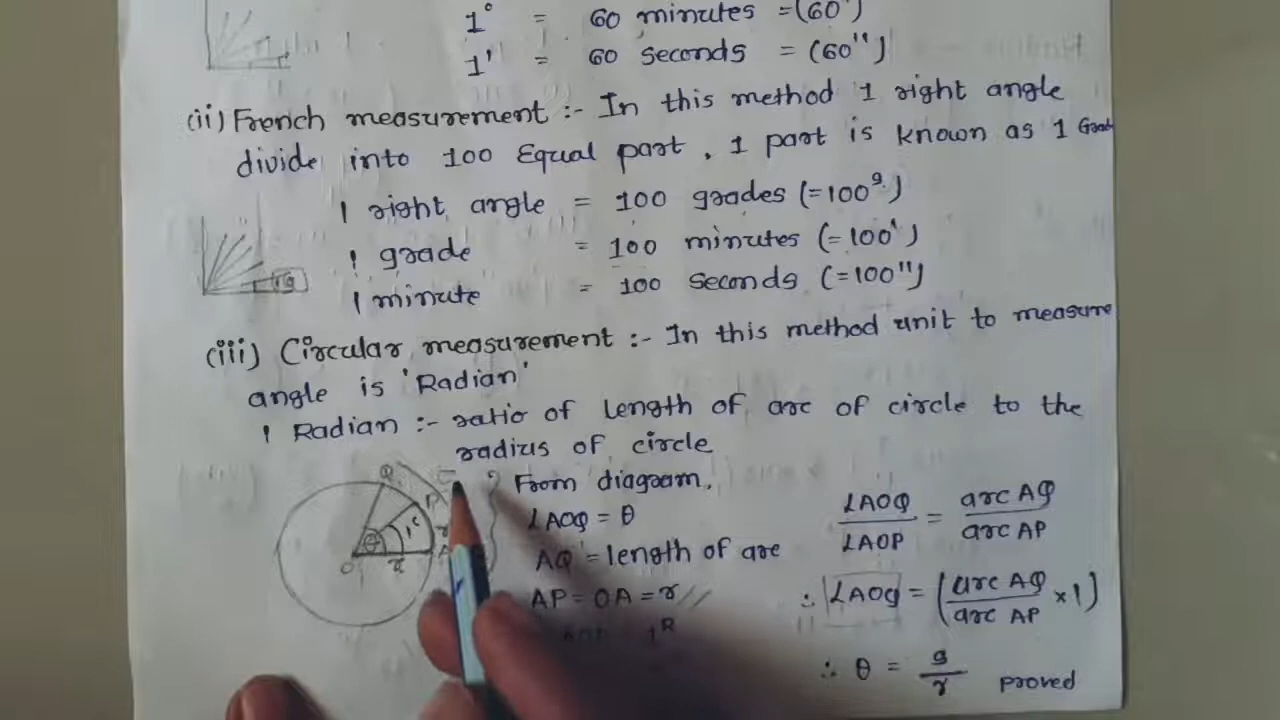 1° = 60 minutes = (60')
1' = 60 seconds = (60'')
(ii) French measurement :- In this method 1 right angle
divide into 100 Equal part, 1 part is known as 1
1 right angle = 100 grades (=100ᵍ)
1 grade = 100 minutes (=100')
1 minute = 100 seconds (=100'')
(iii) Circular measurement :- In this method unit to measure
angle is 'Radian'
1 Radian :- ratio of length of arc of circle to the
radius of circle
From diagram,
∠AOQ = θ
AQ = length of arc
AP = OA = r
∠AOQ/∠AOP = arc AQ/arc AP
∴ ∠AOQ = (arc AQ/arc AP × 1)
∴ θ = s/r proved
Q
P
θ
1ᶜ
O
r
A